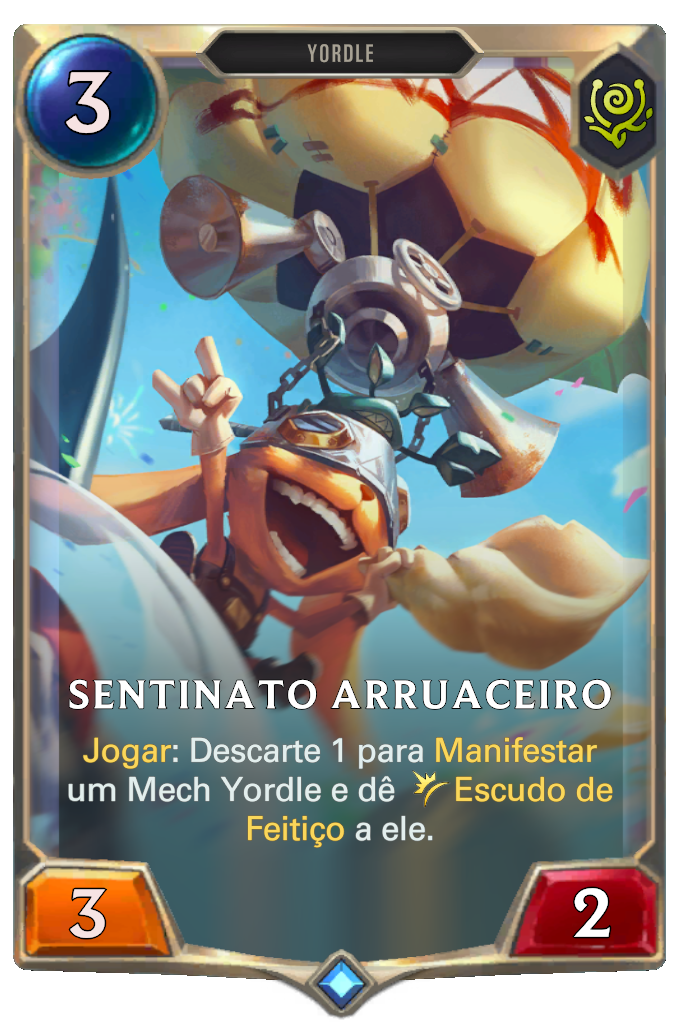 YORDLE
3
SENTINATO ARRUACEIRO
Jogar: Descarte 1 para Manifestar
um Mech Yordle e dê Escudo de
Feitiço a ele.
3
2